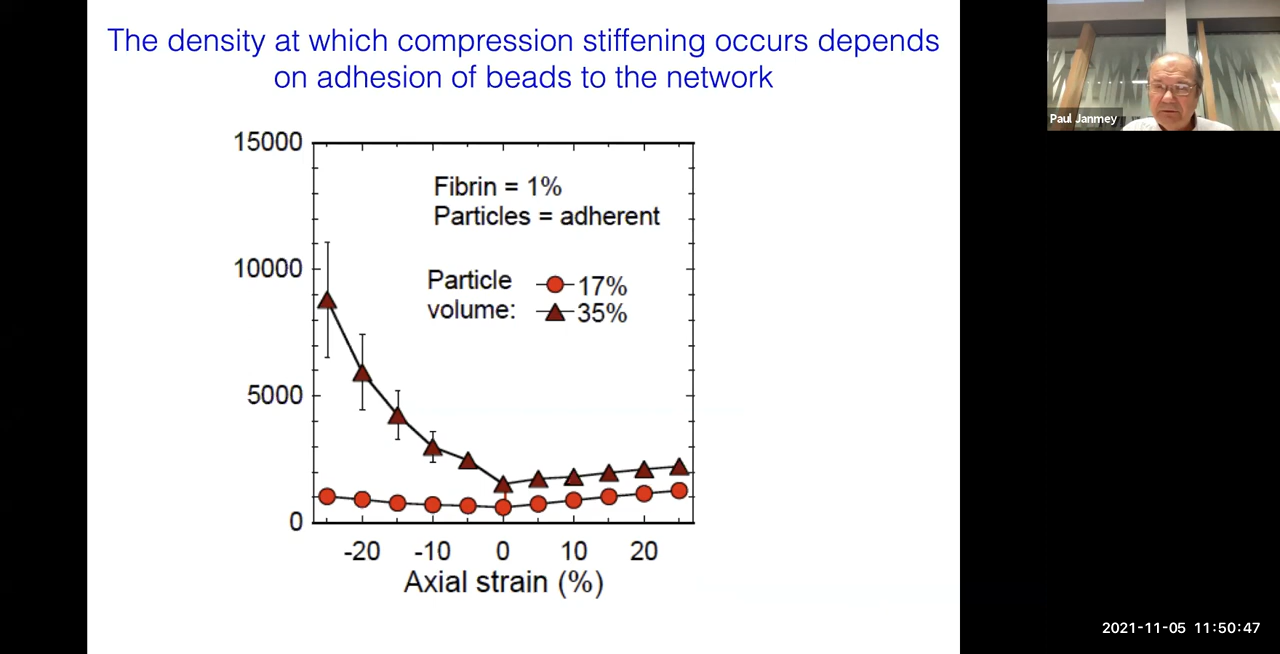 The density at which compression stiffening occurs depends
on adhesion of beads to the network
Paul Janmey
15000
10000
5000
0
Fibrin = 1%
Particles = adherent
Particle
volume:
17%
35%
-20 -10 0 10 20
Axial strain (%)
2021-11-05 11:50:47